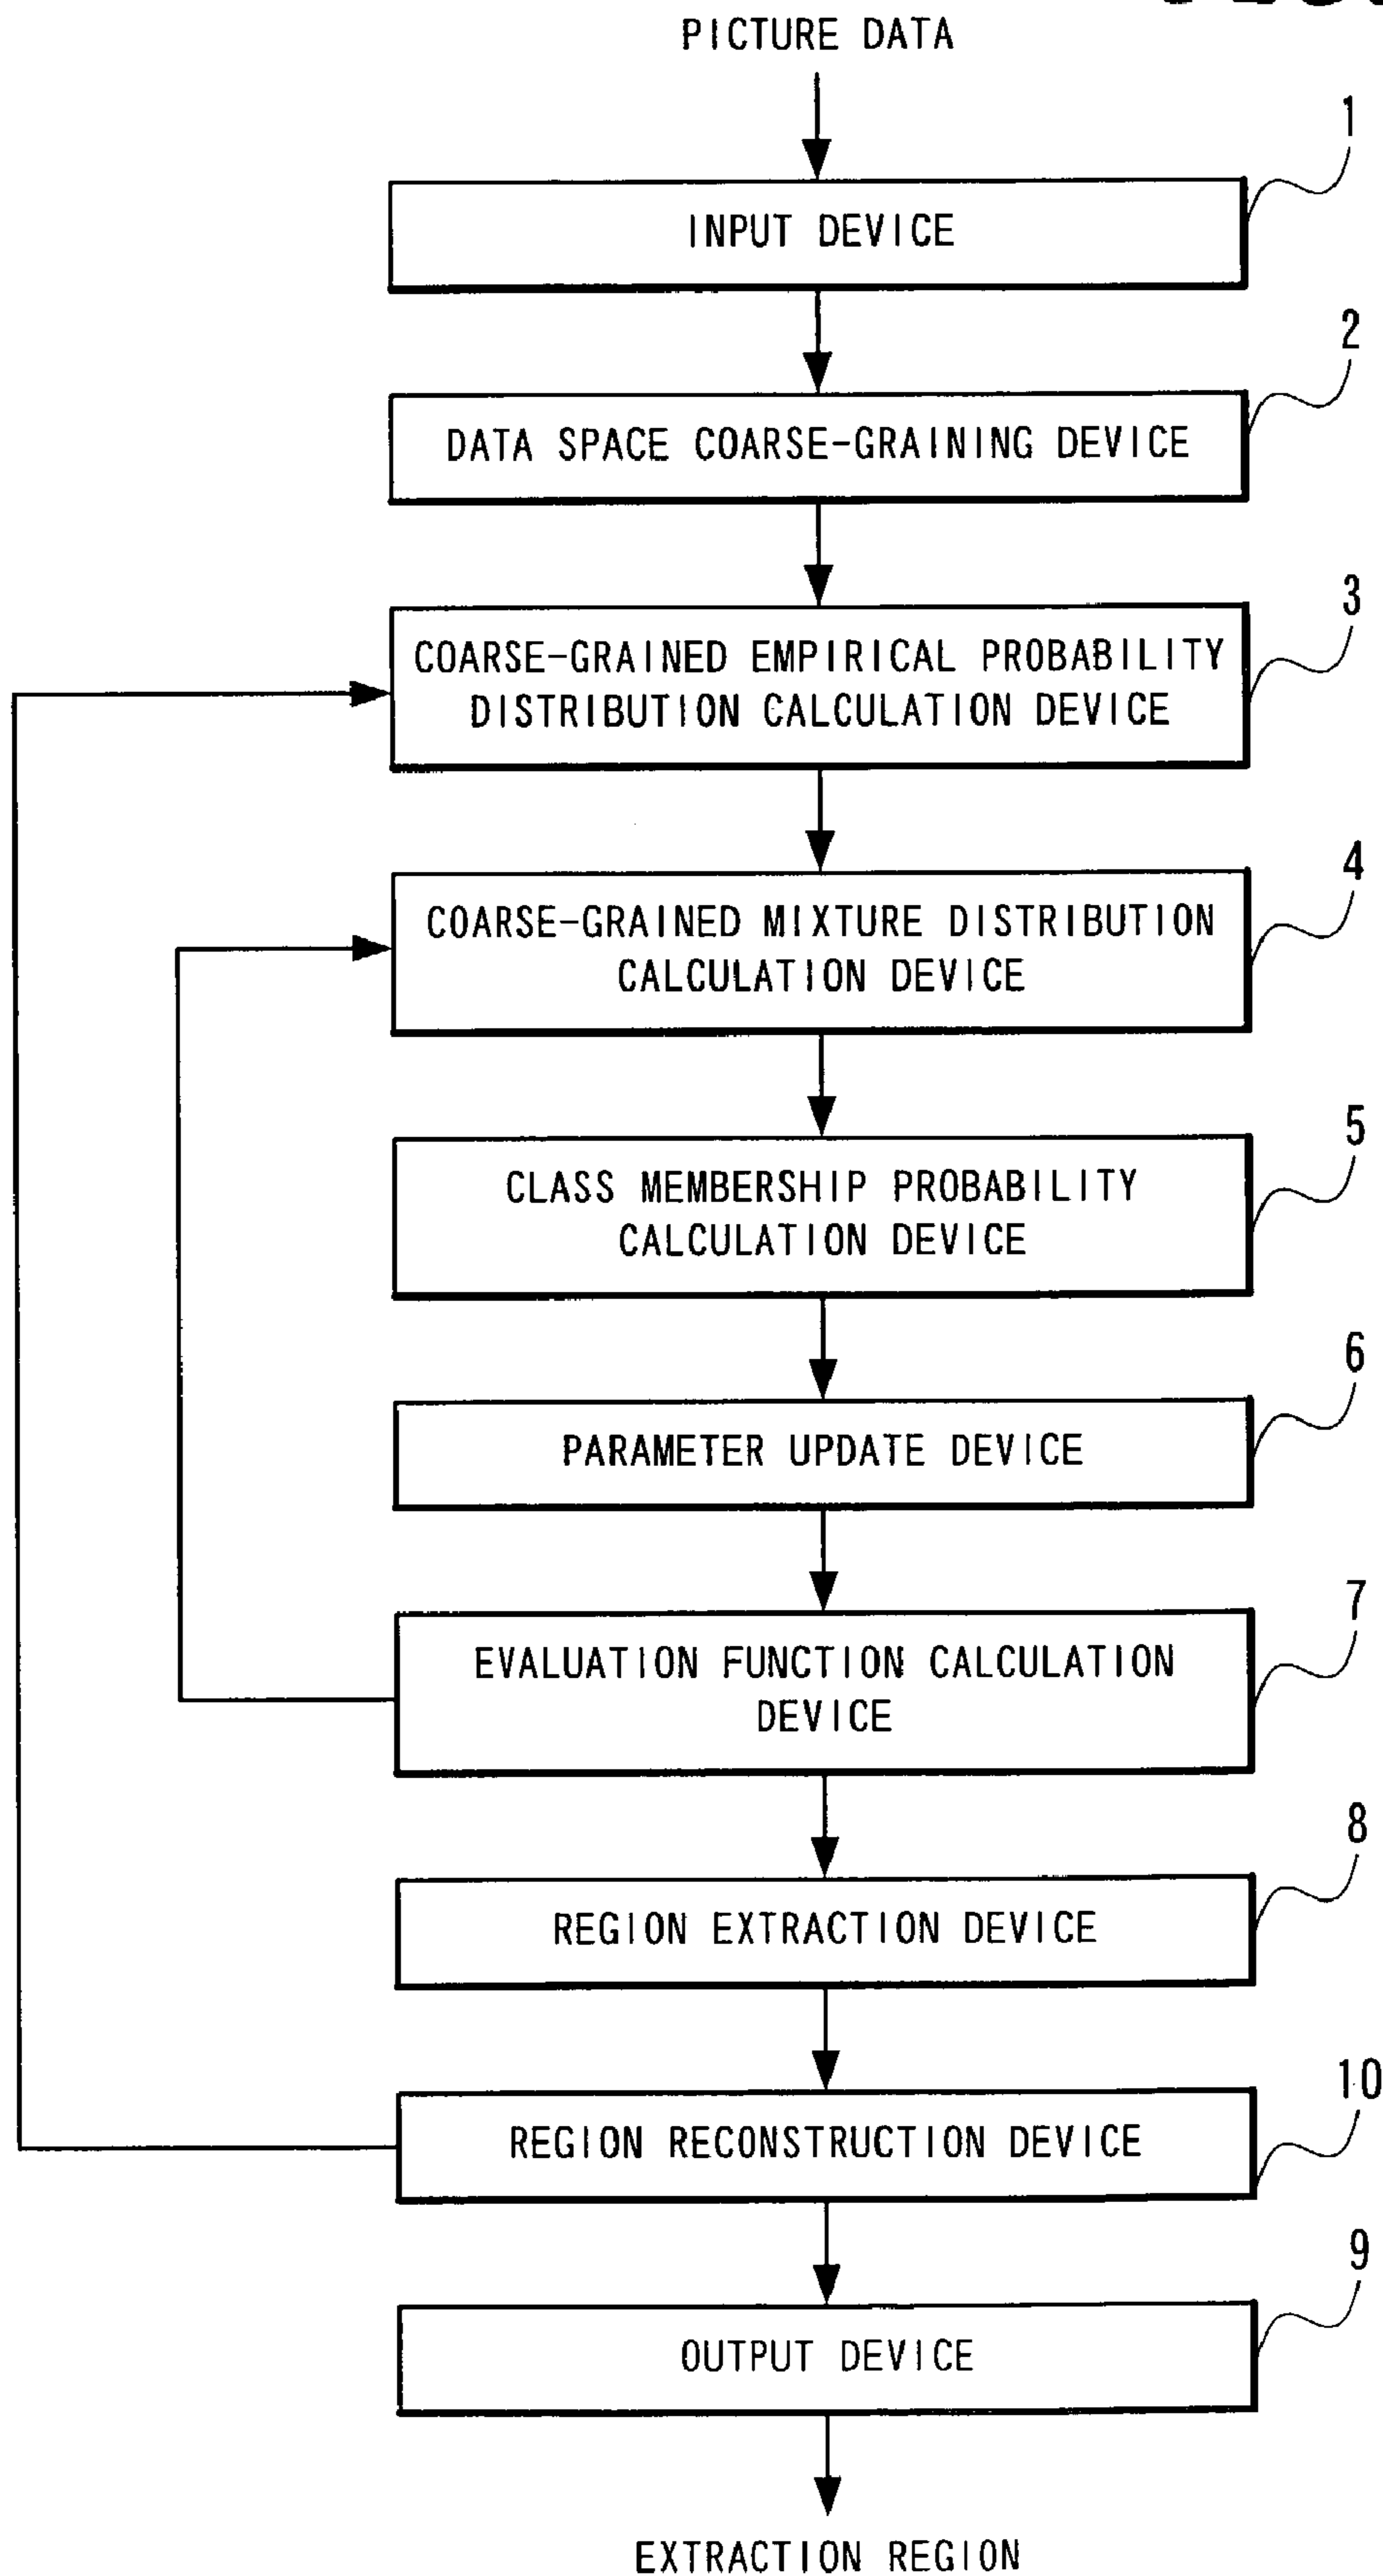 PICTURE DATA
1
INPUT DEVICE
2
DATA SPACE COARSE-GRAINING DEVICE
3
COARSE-GRAINED EMPIRICAL PROBABILITY
DISTRIBUTION CALCULATION DEVICE
4
COARSE-GRAINED MIXTURE DISTRIBUTION
CALCULATION DEVICE
5
CLASS MEMBERSHIP PROBABILITY
CALCULATION DEVICE
6
PARAMETER UPDATE DEVICE
7
EVALUATION FUNCTION CALCULATION
DEVICE
8
REGION EXTRACTION DEVICE
10
REGION RECONSTRUCTION DEVICE
9
OUTPUT DEVICE
EXTRACTION REGION